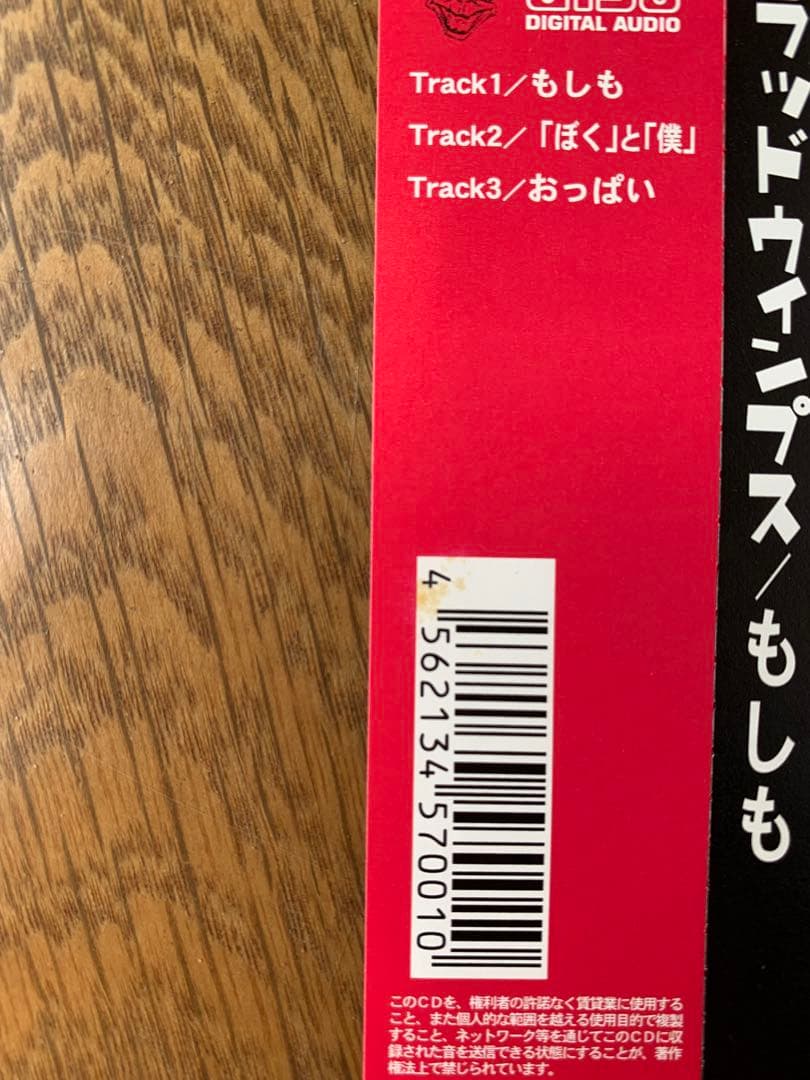 DIGITAL AUDIO
Track1／もしも
Track2／「ぼく」と「僕」
Track3／おっぱい
ラッドウィンプス/もしも
4 562134 570010
このCDを、権利者の許諾なく賃貸業に使用する
こと、また個人的な範囲を越える使用目的で複製
すること、ネットワーク等を通じてこのCDに収
録された音を送信できる状態にすることが、著作
権法上で禁じられています。